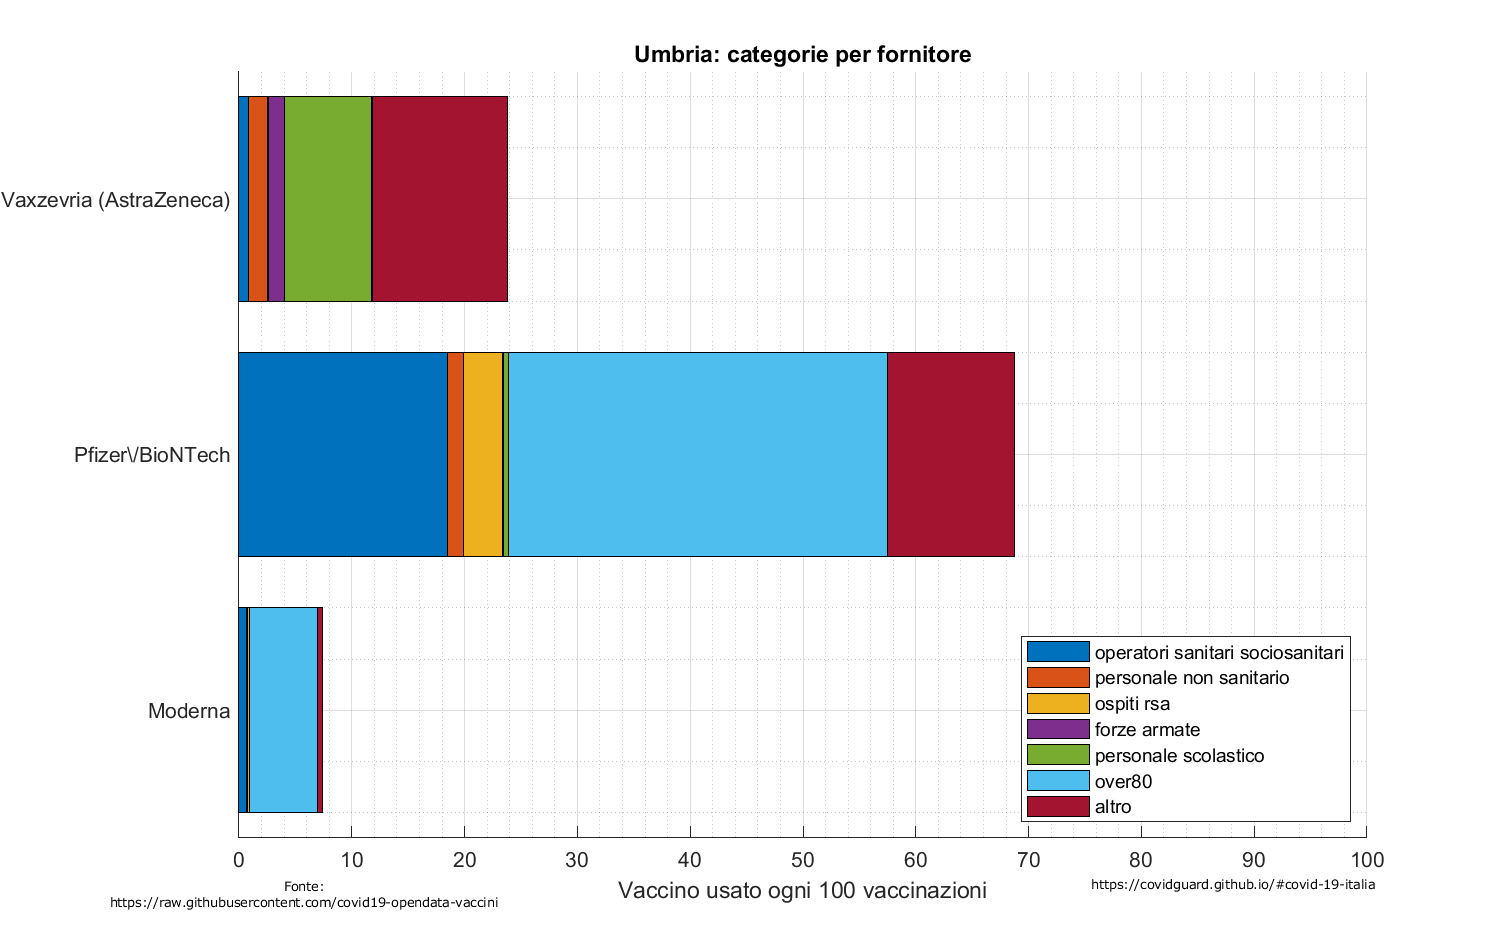 Umbria: categorie per fornitore
Vaxzevria (AstraZeneca)
Pfizer\/BioNTech
Moderna
operatori sanitari sociosanitari
personale non sanitario
ospiti rsa
forze armate
personale scolastico
over80
altro
0 10 20 30 40 50 60 70 80 90 100
Vaccino usato ogni 100 vaccinazioni
Fonte:
https://raw.githubusercontent.com/covid19-opendata-vaccini
https://covidguard.github.io/#covid-19-italia